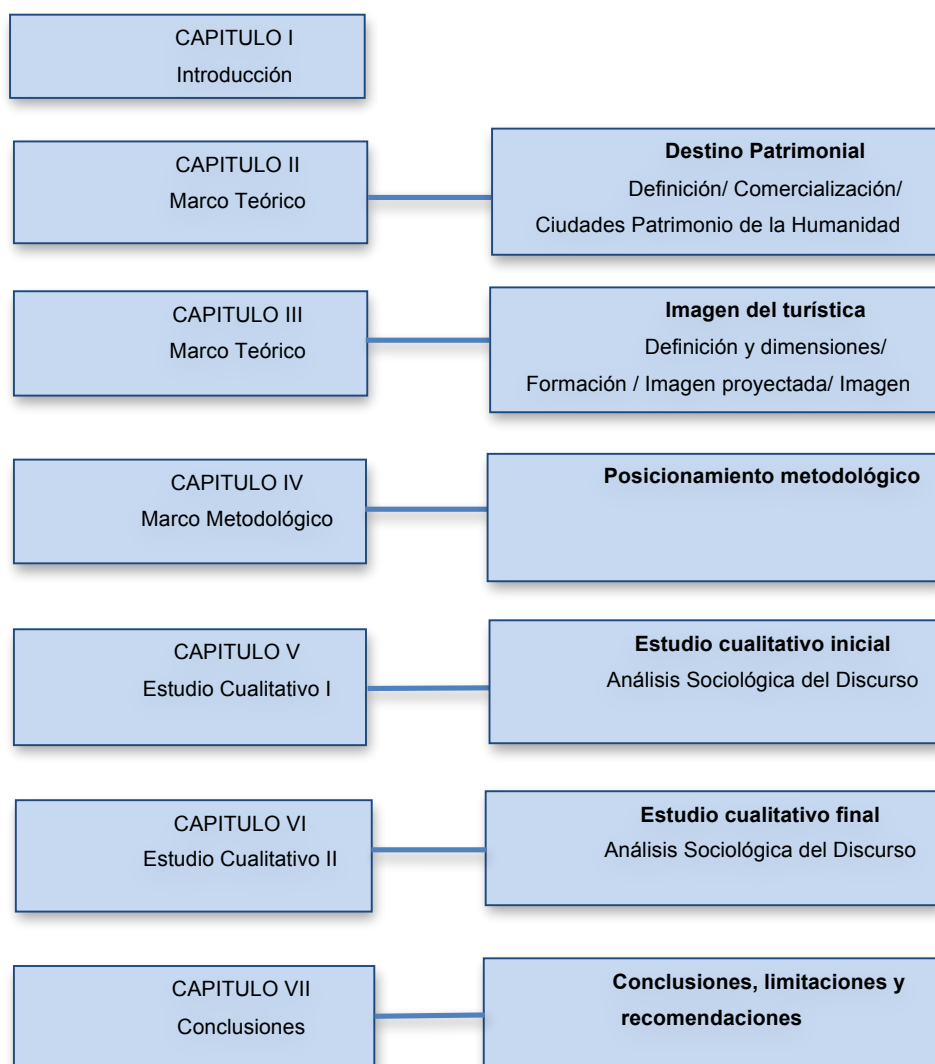 CAPITULO I
Introducción
CAPITULO II
Marco Teórico
Destino Patrimonial
Definición/ Comercialización/
Ciudades Patrimonio de la Humanidad
CAPITULO III
Marco Teórico
Imagen del turística
Definición y dimensiones/
Formación / Imagen proyectada/ Imagen
CAPITULO IV
Marco Metodológico
Posicionamiento metodológico
CAPITULO V
Estudio Cualitativo I
Estudio cualitativo inicial
Análisis Sociológica del Discurso
CAPITULO VI
Estudio Cualitativo II
Estudio cualitativo final
Análisis Sociológica del Discurso
CAPITULO VII
Conclusiones
Conclusiones, limitaciones y
recomendaciones